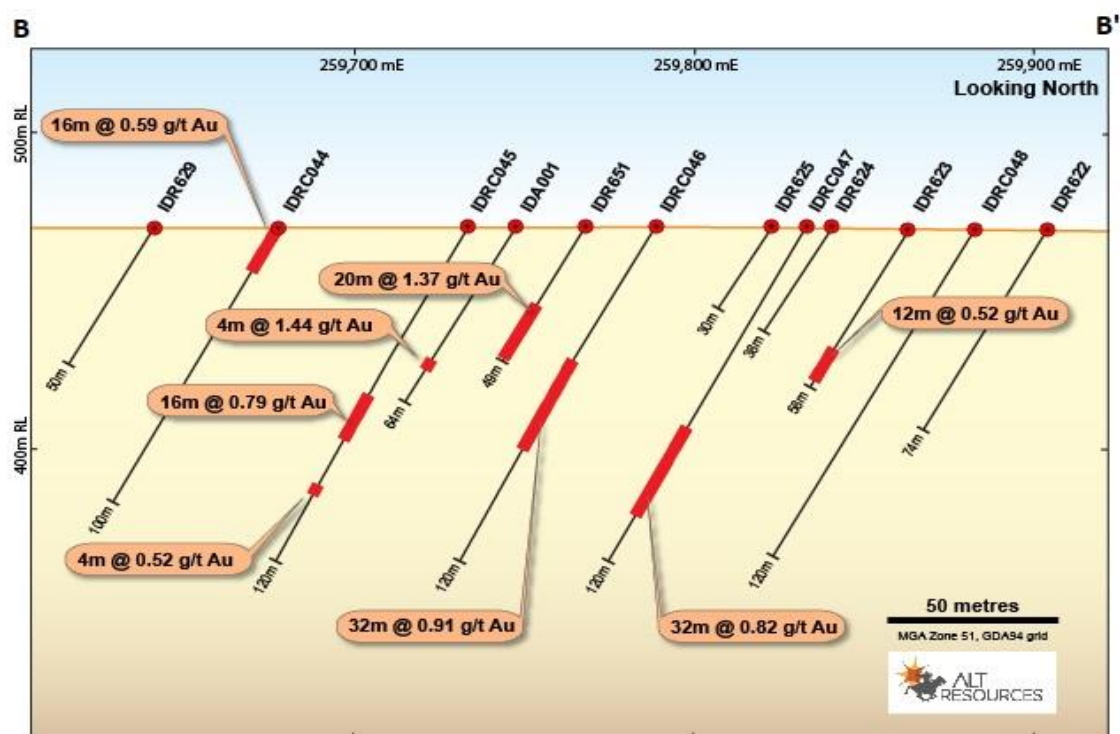 B
B'
259,700 mE
259,800 mE
259,900 mE
Looking North
500m RL
400m RL
16m @ 0.59 g/t Au
IDR629
IDRC044
IDRC045
IDA001
IDR651
IDRC046
IDR625
IDRC047
IDR624
IDR623
IDRC048
IDR622
20m @ 1.37 g/t Au
4m @ 1.44 g/t Au
12m @ 0.52 g/t Au
30m
38m
50m
49m
58m
16m @ 0.79 g/t Au
64m
74m
100m
4m @ 0.52 g/t Au
120m
120m
120m
120m
32m @ 0.91 g/t Au
32m @ 0.82 g/t Au
50 metres
MGA Zone 51, GDA94 grid
ALT
RESOURCES